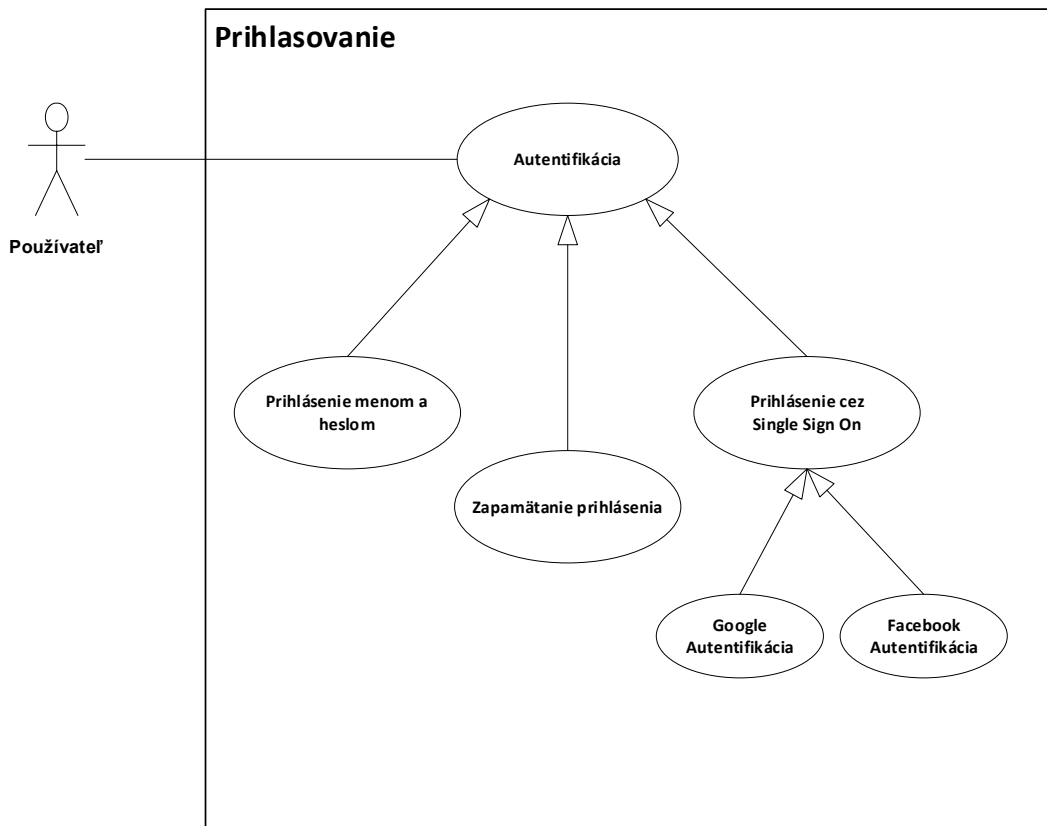 Prihlasovanie
Autentifikácia
Používateľ
Prihlásenie menom a
heslom
Prihlásenie cez
Single Sign On
Zapamätanie prihlásenia
Google
Autentifikácia
Facebook
Autentifikácia